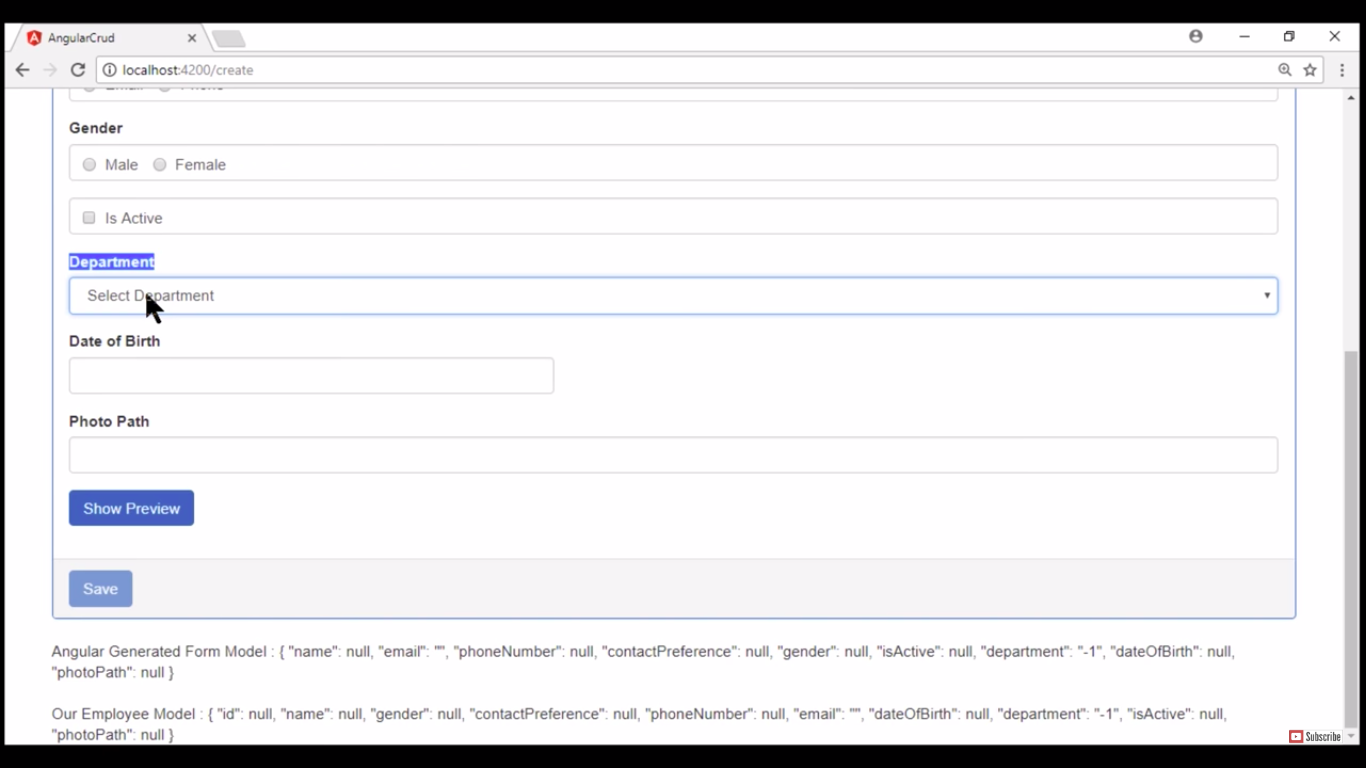 AngularCrud
localhost:4200/create
Email Phone
Gender
Male Female
Is Active
Department
Select Department
Date of Birth
Photo Path
Show Preview
Save
Angular Generated Form Model : { "name": null, "email": "", "phoneNumber": null, "contactPreference": null, "gender": null, "isActive": null, "department": "-1", "dateOfBirth": null,
"photoPath": null }
Our Employee Model : { "id": null, "name": null, "gender": null, "contactPreference": null, "phoneNumber": null, "email": "", "dateOfBirth": null, "department": "-1", "isActive": null,
"photoPath": null }
Subscribe